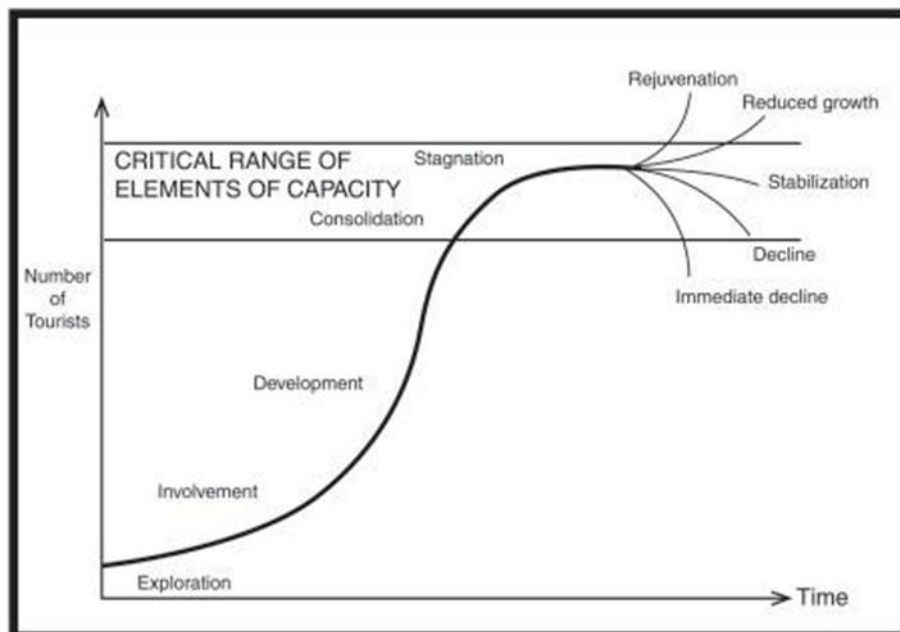 Rejuvenation
Reduced growth
CRITICAL RANGE OF
ELEMENTS OF CAPACITY
Stagnation
Stabilization
Consolidation
Decline
Number
of
Tourists
Immediate decline
Development
Involvement
Exploration
Time